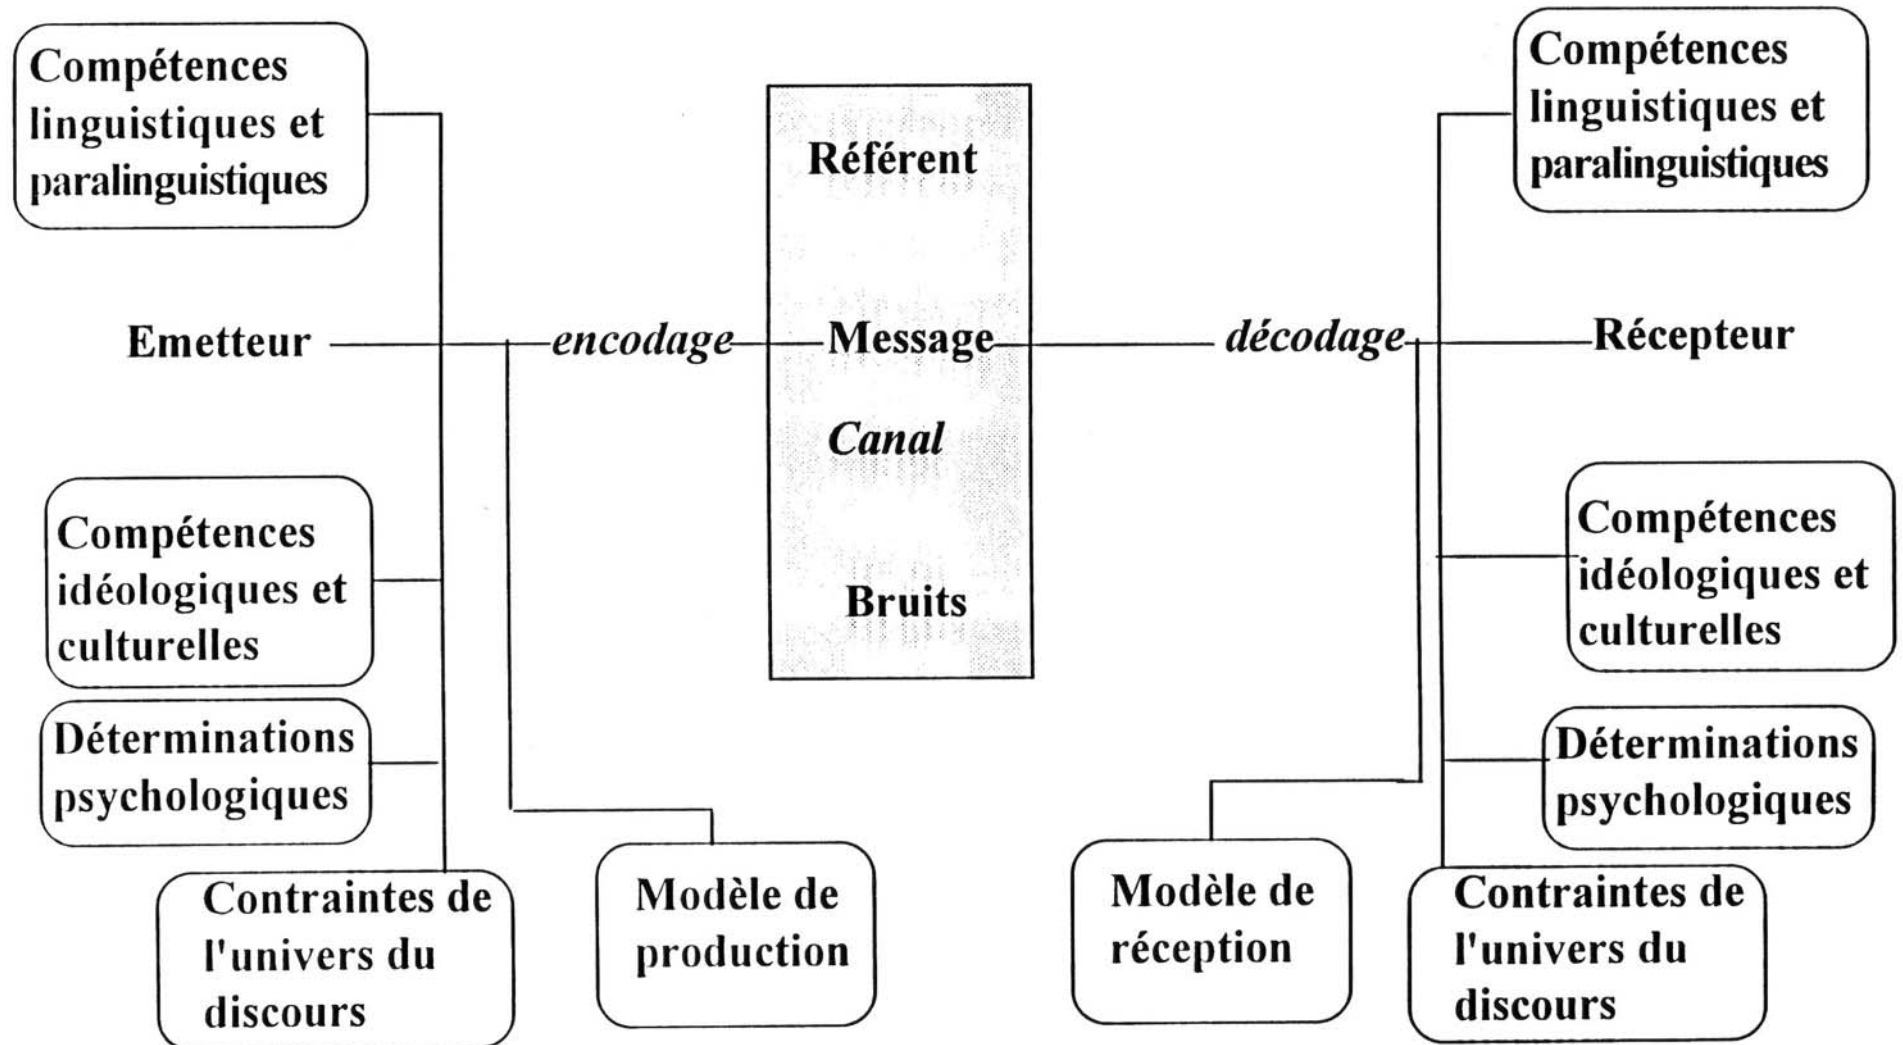 Compétences
linguistiques et
paralinguistiques
Compétences
linguistiques et
paralinguistiques
Référent
Emetteur
encodage
Message
décodage
Récepteur
Canal
Bruits
Compétences
idéologiques et
culturelles
Compétences
idéologiques et
culturelles
Déterminations
psychologiques
Déterminations
psychologiques
Contraintes de
l'univers du
discours
Modèle de
production
Modèle de
réception
Contraintes de
l'univers du
discours